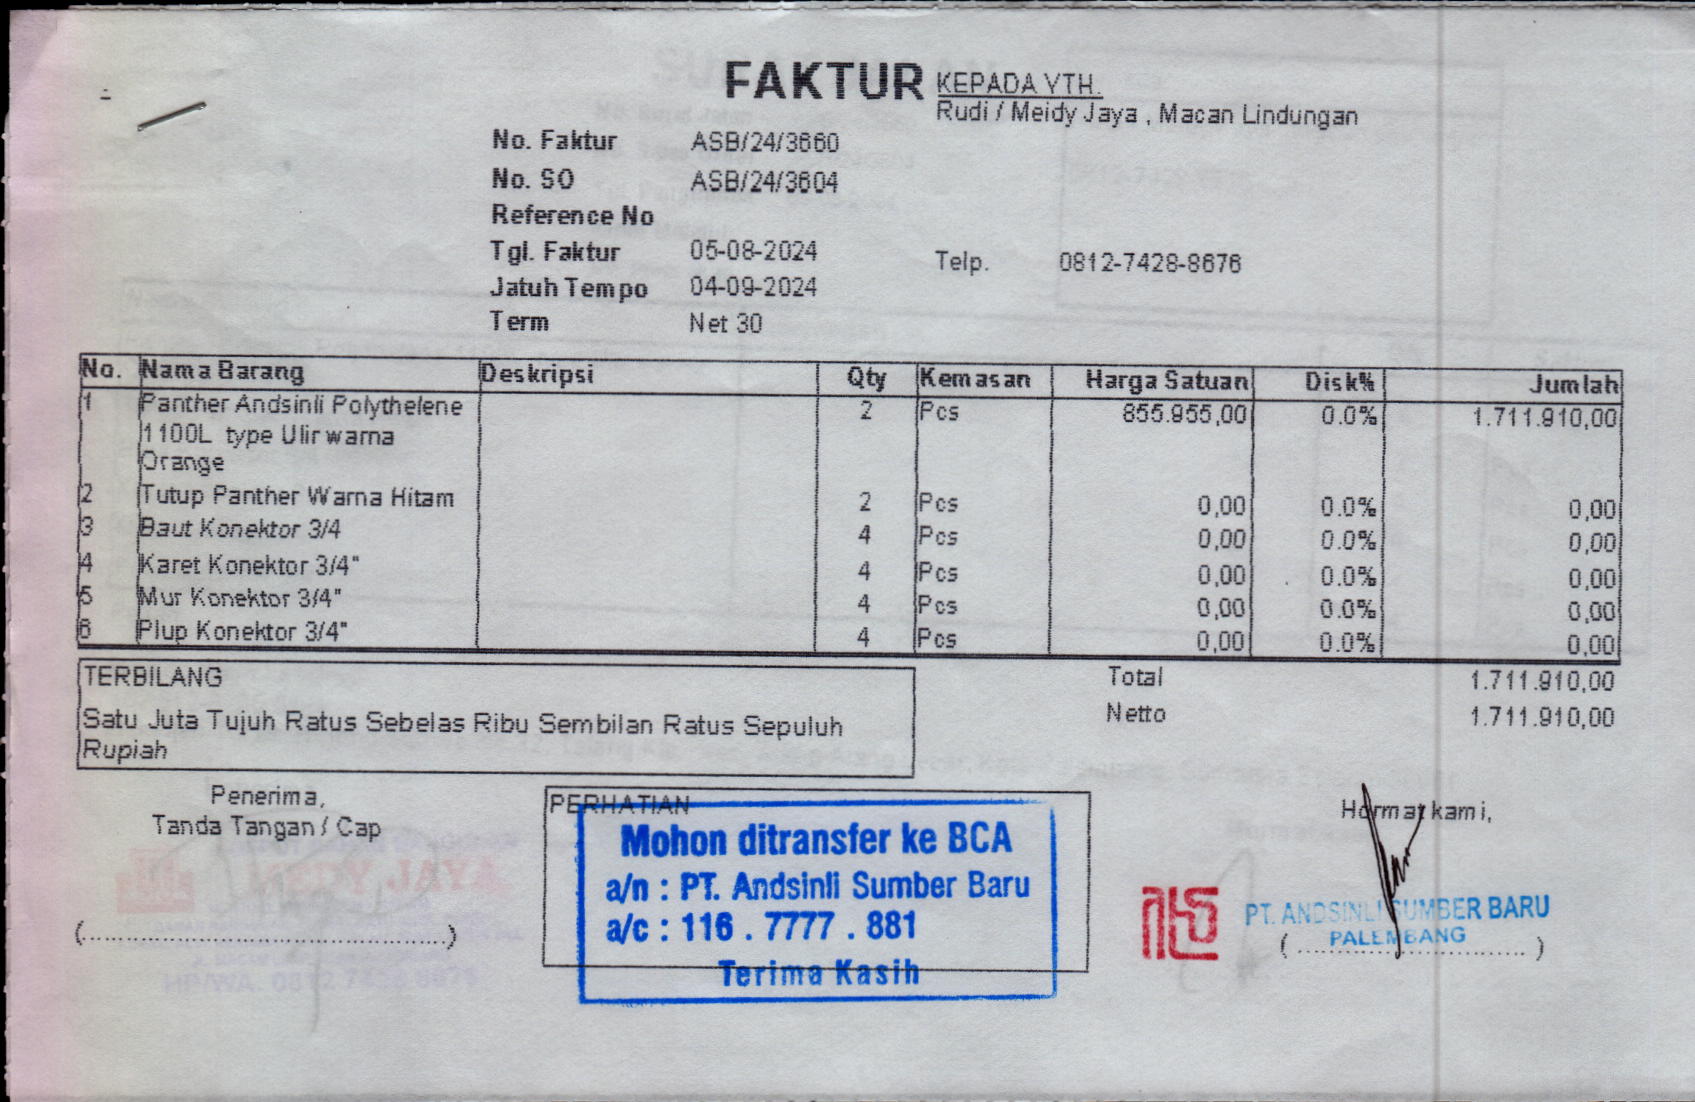 FAKTUR
KEPADA YTH.
Rudi / Meidy Jaya , Macan Lindungan
No. Faktur ASB/24/3660
No. SO ASB/24/3604
Reference No
Tgl. Faktur 05-08-2024
Telp. 0812-7428-8676
Jatuh Tempo 04-09-2024
Term Net 30
No. Nama Barang Deskripsi Qty Kemasan Harga Satuan Disk% Jumlah
1 Panther Andsinli Polythelene 2 Pcs 855.955,00 0.0% 1.711.910,00
1100L type Ulir warna
Orange
2 Tutup Panther Warna Hitam 2 Pcs 0,00 0.0% 0,00
3 Baut Konektor 3/4 4 Pcs 0,00 0.0% 0,00
4 Karet Konektor 3/4" 4 Pcs 0,00 0.0% 0,00
5 Mur Konektor 3/4" 4 Pcs 0,00 0.0% 0,00
6 Plup Konektor 3/4" 4 Pcs 0,00 0.0% 0,00
TERBILANG
Satu Juta Tujuh Ratus Sebelas Ribu Sembilan Ratus Sepuluh
Rupiah
Total 1.711.910,00
Netto 1.711.910,00
Penerima,
Tanda Tangan / Cap
MEDY JAYA
PERHATIAN
Mohon ditransfer ke BCA
a/n : PT. Andsinli Sumber Baru
a/c : 116 . 7777 . 881
Terima Kasih
Hormat kami,
PT. ANDSINLI SUMBER BARU
PALEMBANG